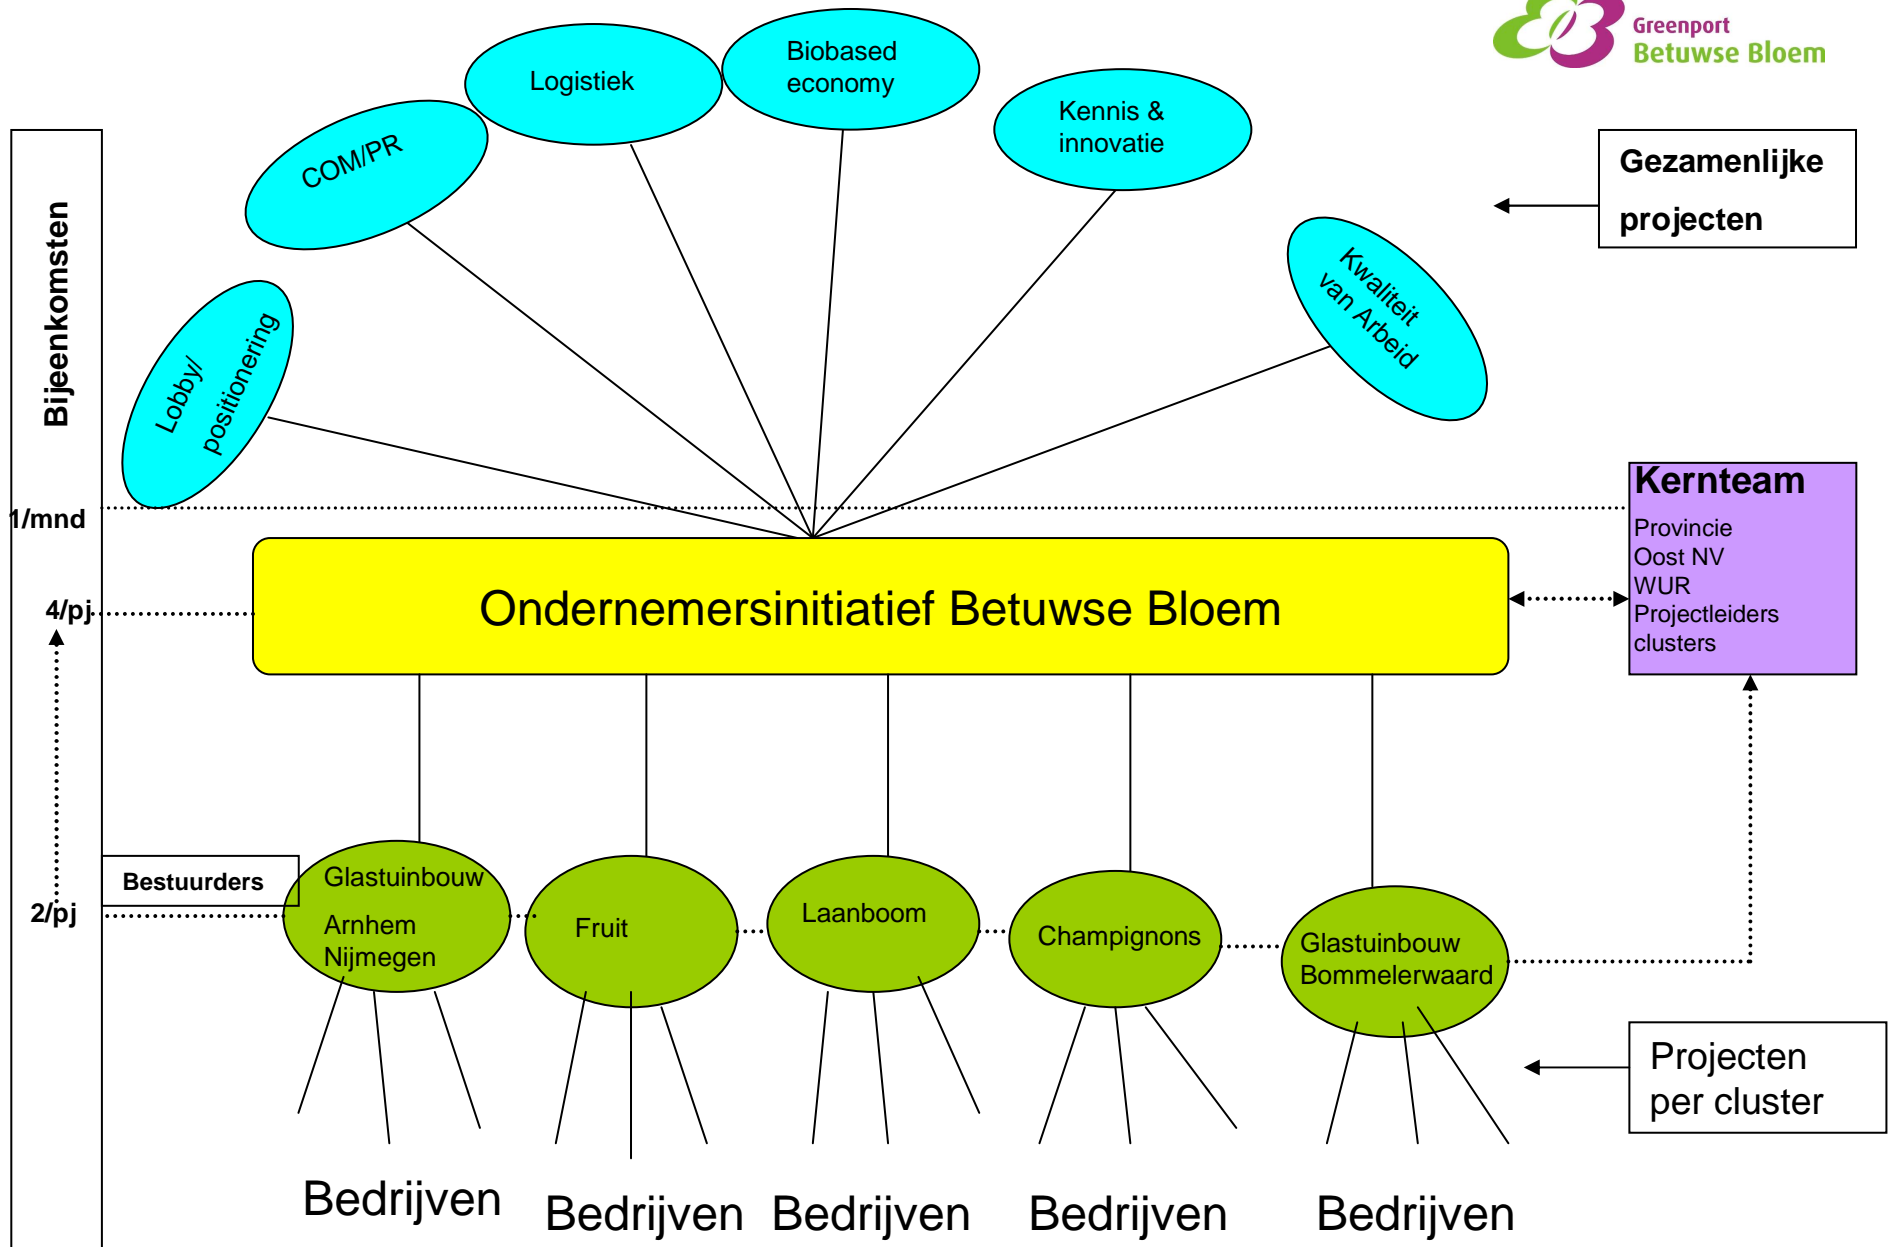 Greenport
Betuwse Bloem
Biobased
economy
Logistiek
Kennis &
innovatie
COM/PR
Gezamenlijke
projecten
Kwaliteit
van Arbeid
Bijeenkomsten
Lobby/
positionering
Kernteam
1/mnd
Provincie
Oost NV
WUR
Projectleiders
clusters
4/pj
Ondernemersinitiatief Betuwse Bloem
Bestuurders
2/pj
Glastuinbouw
Arnhem
Nijmegen
Fruit
Laanboom
Champignons
Glastuinbouw
Bommelerwaard
Projecten
per cluster
Bedrijven
Bedrijven
Bedrijven
Bedrijven
Bedrijven